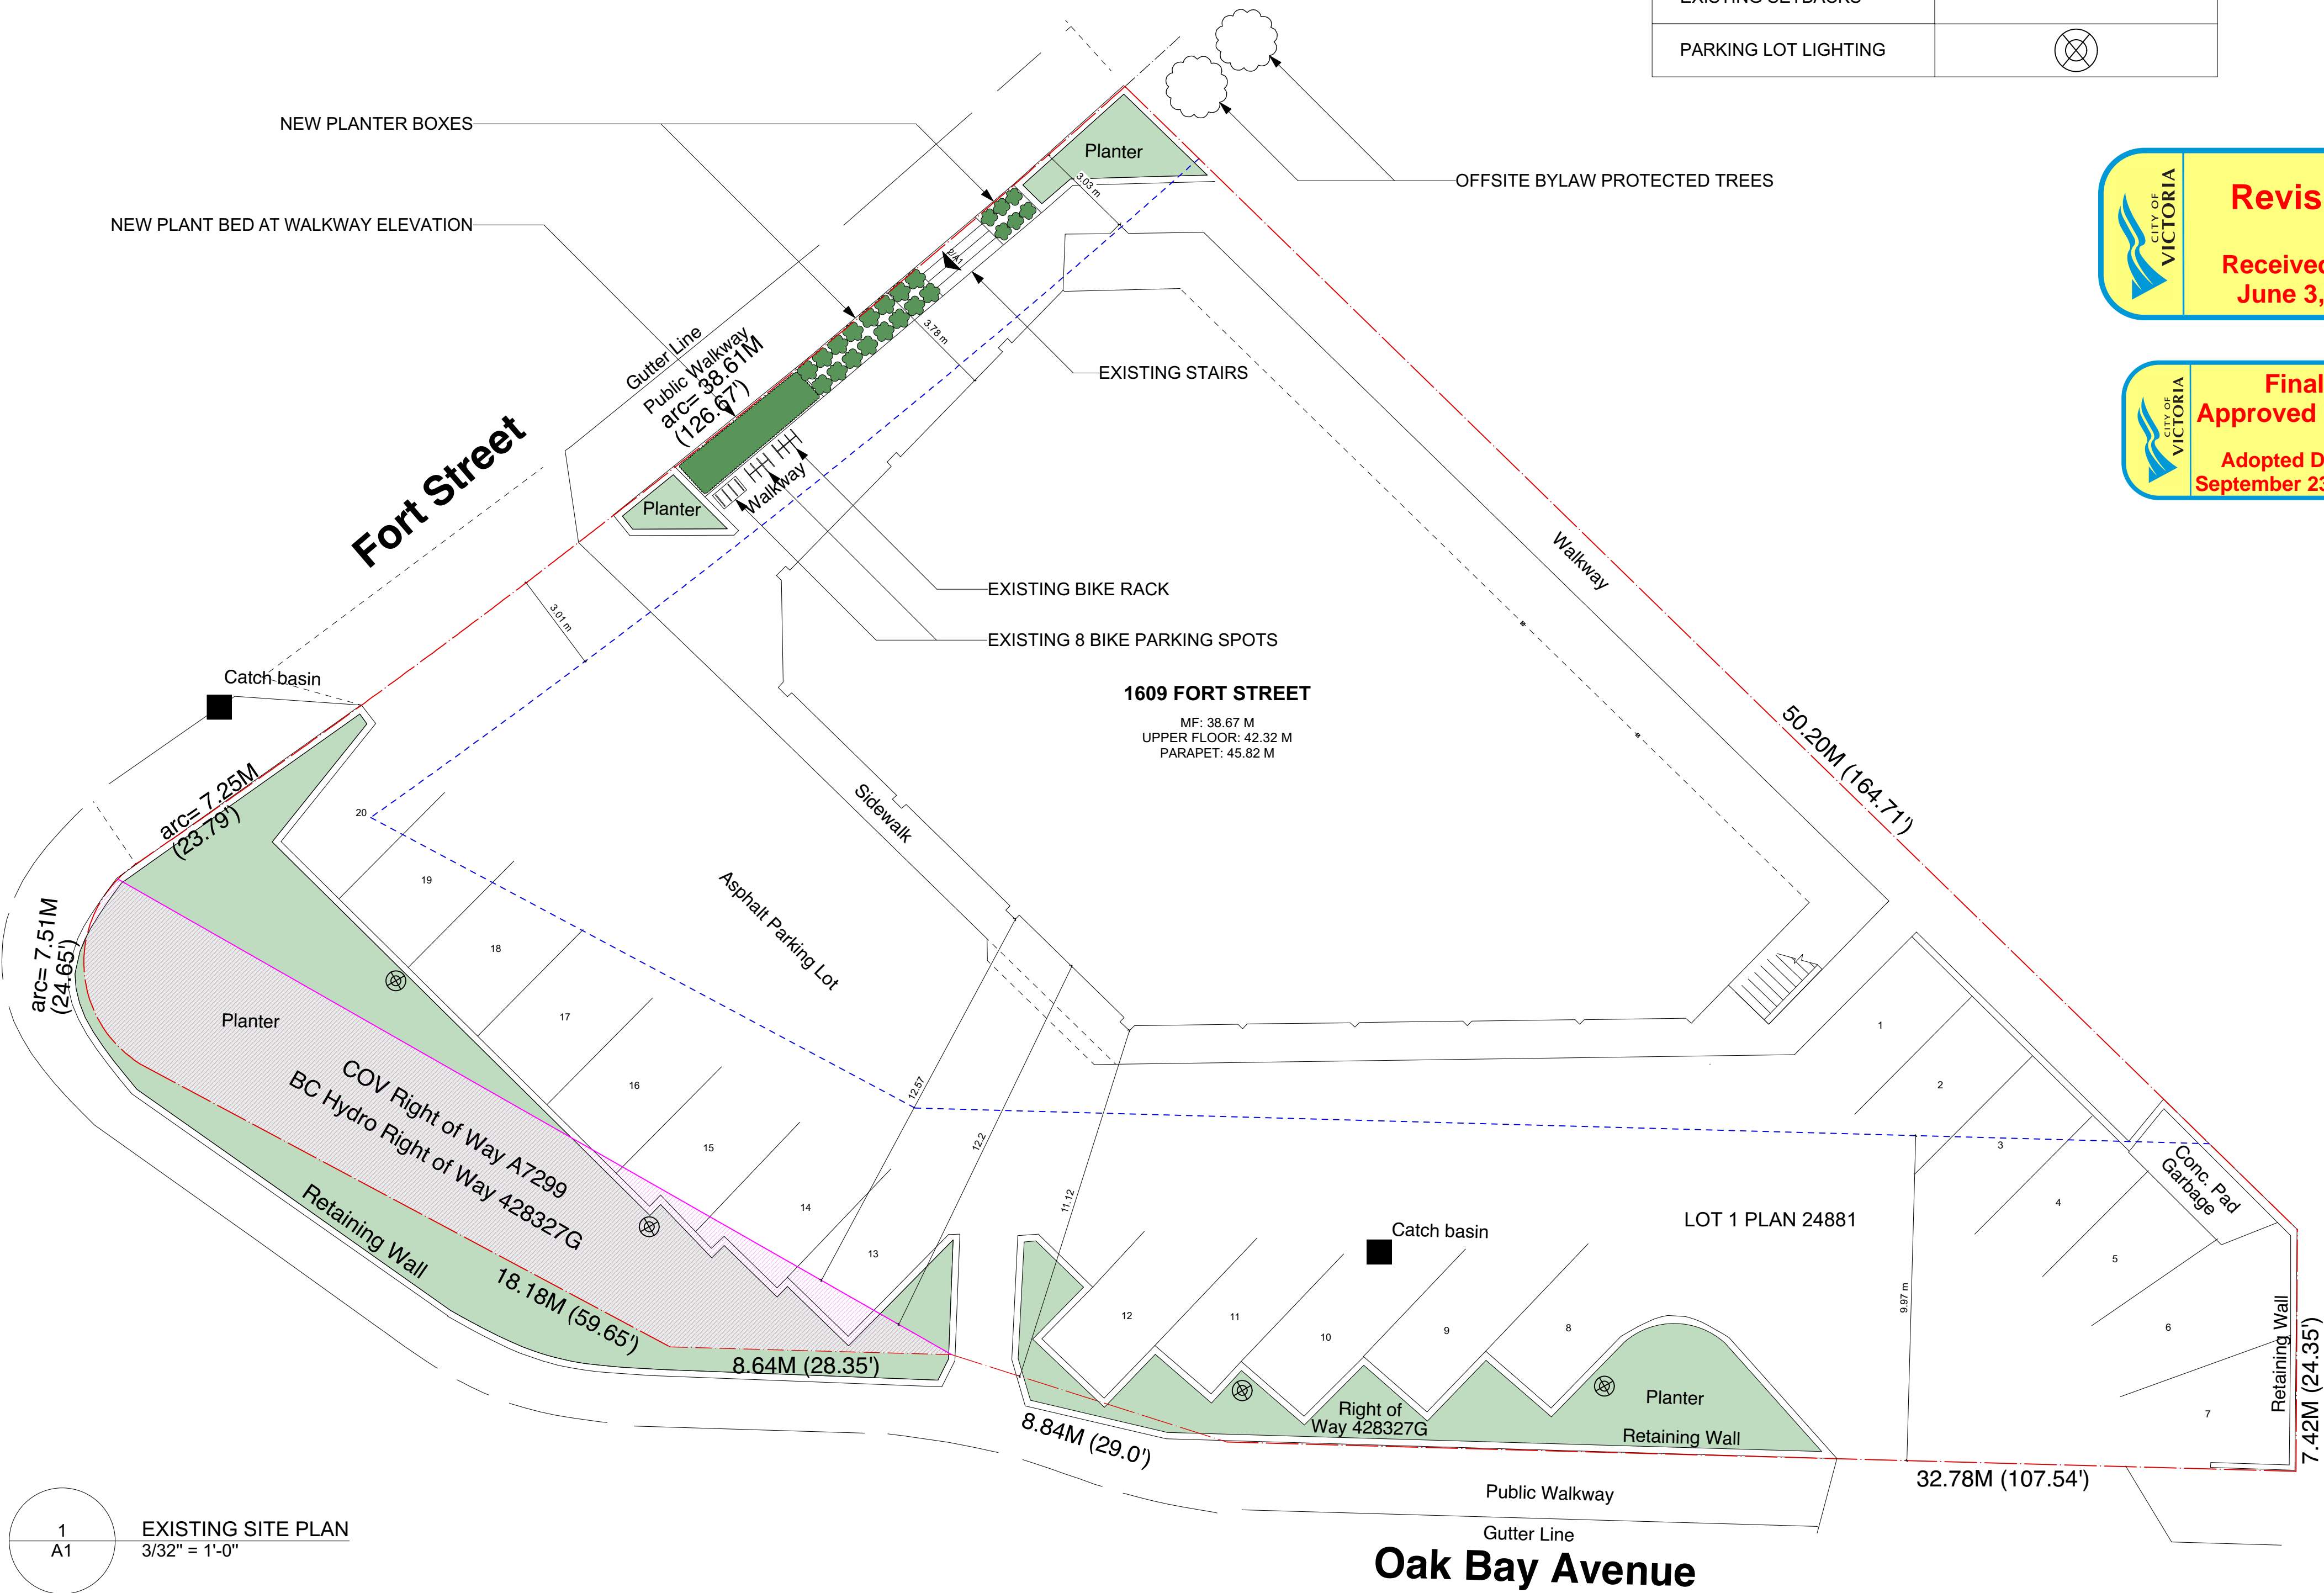 PARKING LOT LIGHTING
NEW PLANTER BOXES
NEW PLANT BED AT WALKWAY ELEVATION
Planter
OFFSITE BYLAW PROTECTED TREES
CITY OF
VICTORIA
Revis
Received
June 3,
CITY OF
VICTORIA
Final
Approved
Adopted D
September 23
3.03 m
2/A1
3.78 m
EXISTING STAIRS
Gutter Line
Public Walkway
arc= 38.61M
(126.67')
Fort Street
Planter
Walkway
EXISTING BIKE RACK
EXISTING 8 BIKE PARKING SPOTS
3.01 m
Walkway
1609 FORT STREET
MF: 38.67 M
UPPER FLOOR: 42.32 M
PARAPET: 45.82 M
Catch basin
50.20M (164.71')
arc= 7.25M
(23.79')
Sidewalk
Asphalt Parking Lot
arc= 7.51M
(24.65')
Planter
20
19
18
17
16
15
14
13
COV Right of Way A7299
BC Hydro Right of Way 428327G
Retaining Wall
18.18M (59.65')
8.64M (28.35')
12.57
12.2
11.12
Catch basin
LOT 1 PLAN 24881
9.97 m
1
2
3
4
5
6
7
Conc. Pad
Garbage
Retaining Wall
7.42M (24.35')
12
11
10
9
8
Right of
Way 428327G
Planter
Retaining Wall
8.84M (29.0')
32.78M (107.54')
Public Walkway
Gutter Line
Oak Bay Avenue
1
A1
EXISTING SITE PLAN
3/32" = 1'-0"